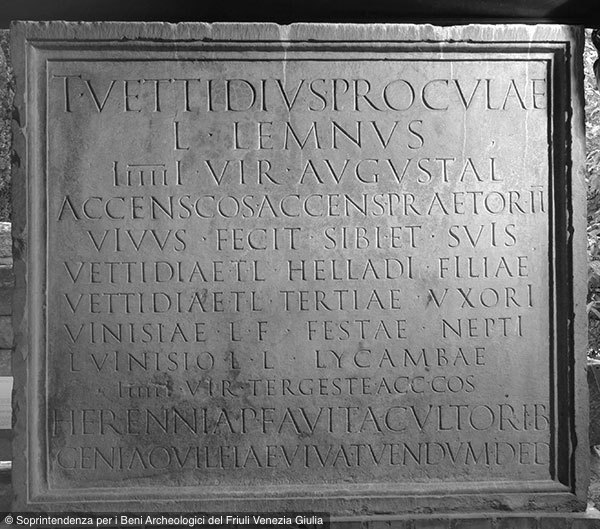 T·VETTIDIVS PROCVLAE
L · LEMNVS
IIIIII VIR · AVGVSTAL
ACCENS COS ACCENS PRAETORII
VIVVS · FECIT · SIBI ET · SVIS
VETTIDIAE T L · HELLADI · FILIAE
VETTIDIAE T L · TERTIAE · VXORI
VINISIAE · L · F · FESTAE · NEPTI
L VINISIO L · L LYCAMBAE
IIIIII · VIR · TERGESTE ACC COS
HERENNIA P F AVITA CVLTORIB
GENI AQVILEIAE VIVA TVENDVM DED
© Soprintendenza per i Beni Archeologici del Friuli Venezia Giulia